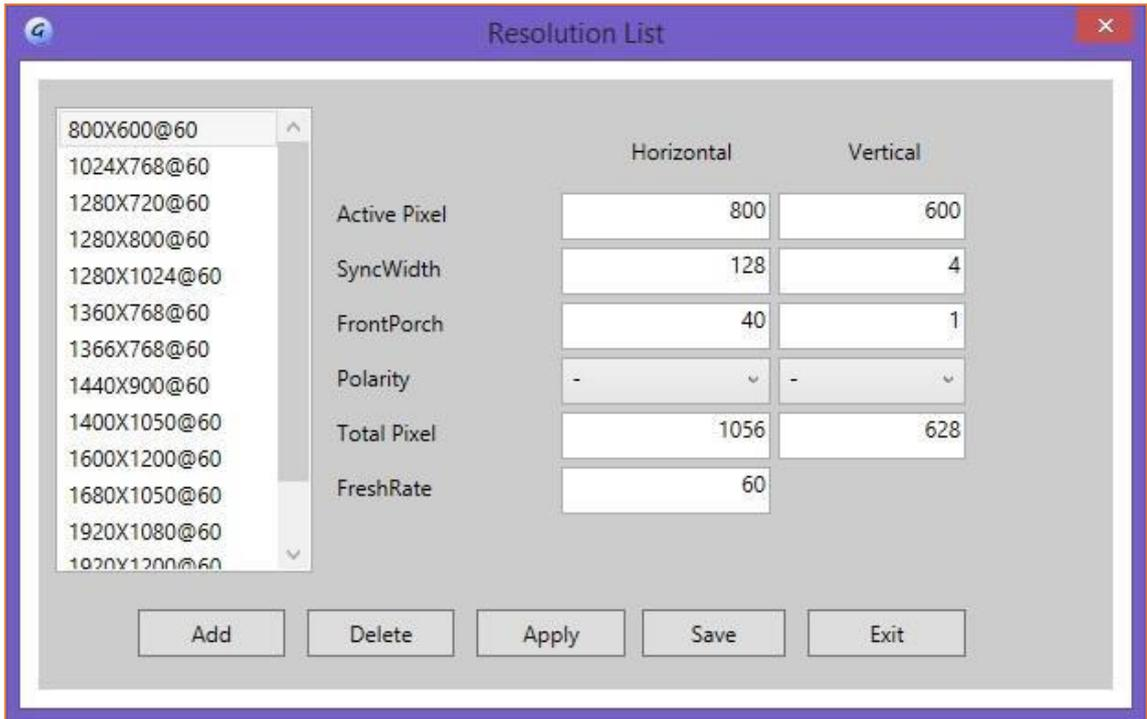 G
Resolution List
800X600@60
1024X768@60
1280X720@60
1280X800@60
1280X1024@60
1360X768@60
1366X768@60
1440X900@60
1400X1050@60
1600X1200@60
1680X1050@60
1920X1080@60
1920X1200@60
Horizontal Vertical
Active Pixel 800 600
SyncWidth 128 4
FrontPorch 40 1
Polarity - -
Total Pixel 1056 628
FreshRate 60
Add Delete Apply Save Exit